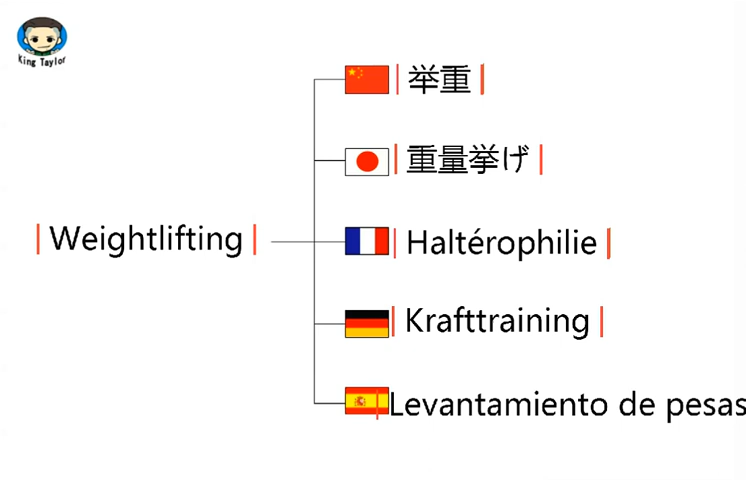 King Taylor
举重
重量挙げ
Weightlifting
Haltérophilie
Krafttraining
Levantamiento de pesas